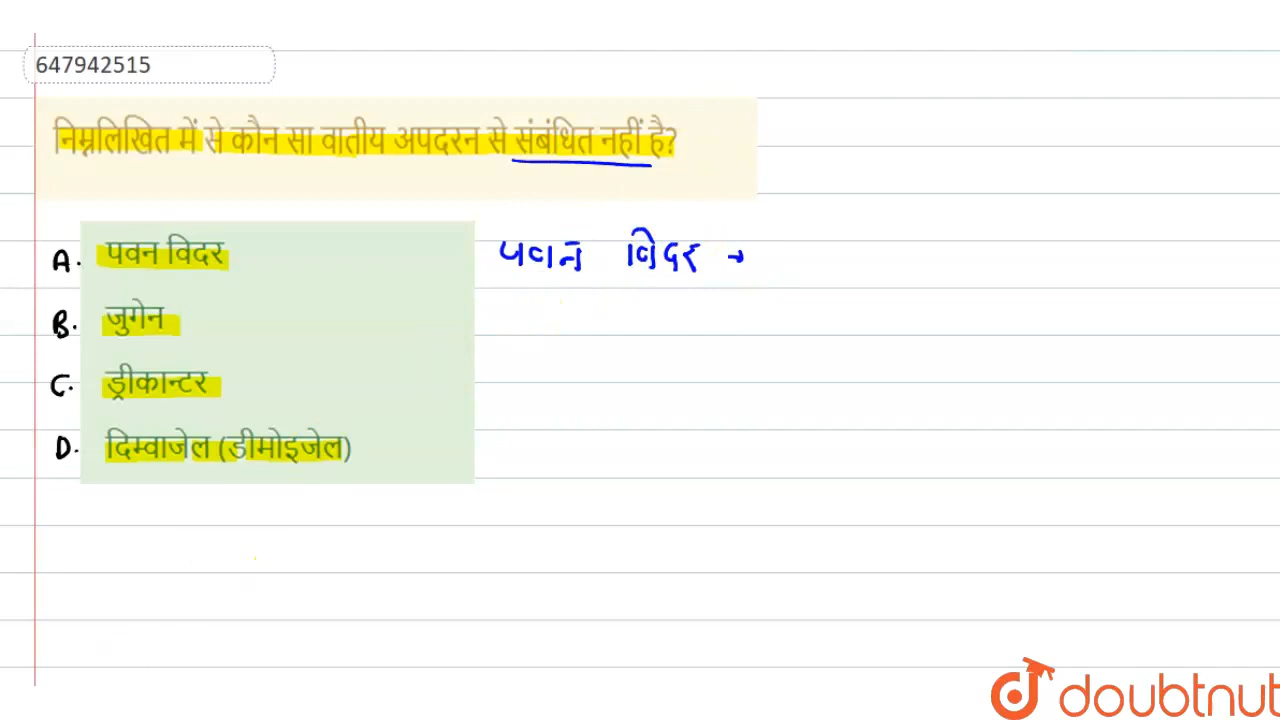 647942515
निम्नलिखित में से कौन सा वातीय अपदरन से संबंधित नहीं है?
A. पवन विदर
पवन विदर →
B. जुगेन
C. ड्रीकान्टर
D. दिम्वाजेल (डीमोइजेल)
doubtnut